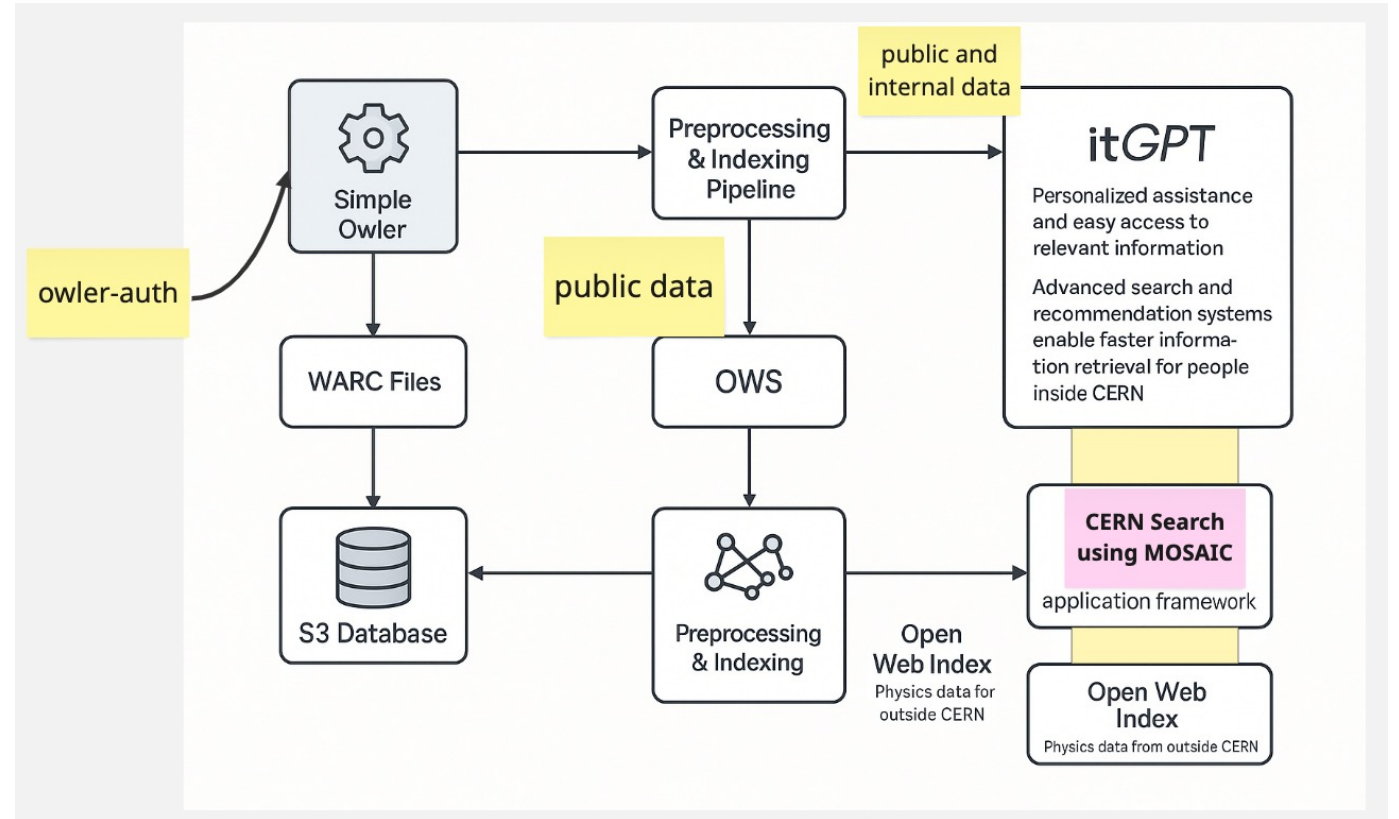 public and
internal data
Simple
Owler
Preprocessing
& Indexing
Pipeline
itGPT
Personalized assistance
and easy access to
relevant information
Advanced search and
recommendation systems
enable faster informa-
tion retrieval for people
inside CERN
owler-auth
public data
WARC Files
OWS
CERN Search
using MOSAIC
application framework
S3 Database
Preprocessing
& Indexing
Open
Web Index
Physics data for
outside CERN
Open Web
Index
Physics data from outside CERN